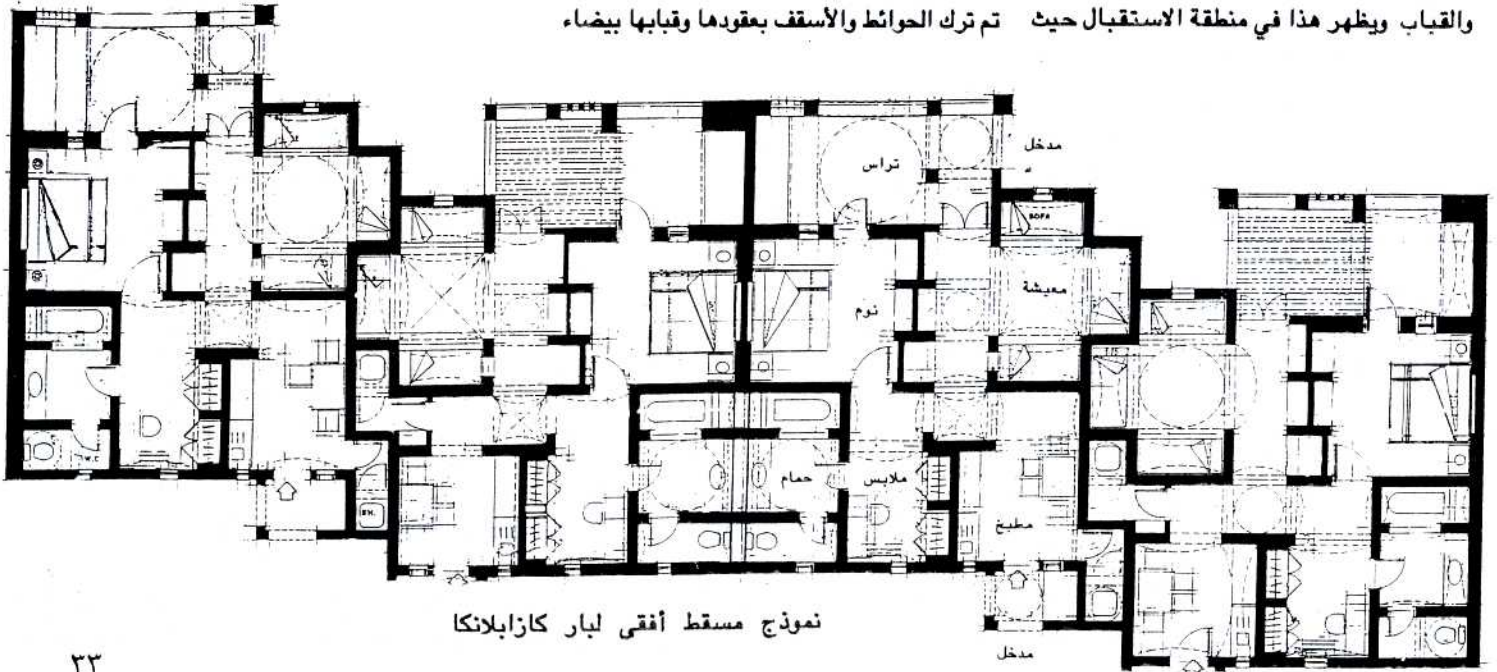 والقباب ويظهر هذا في منطقة الاستقبال حيث تم ترك الحوائط والأسقف بعقودها وقبابها بيضاء
مدخل
تراس
SOFA
معيشة
نوم
W.C
SH.
حمام
ملابس
مطبخ
مدخل
نموذج مسقط أفقى لبار كازابلانكا
٣٣